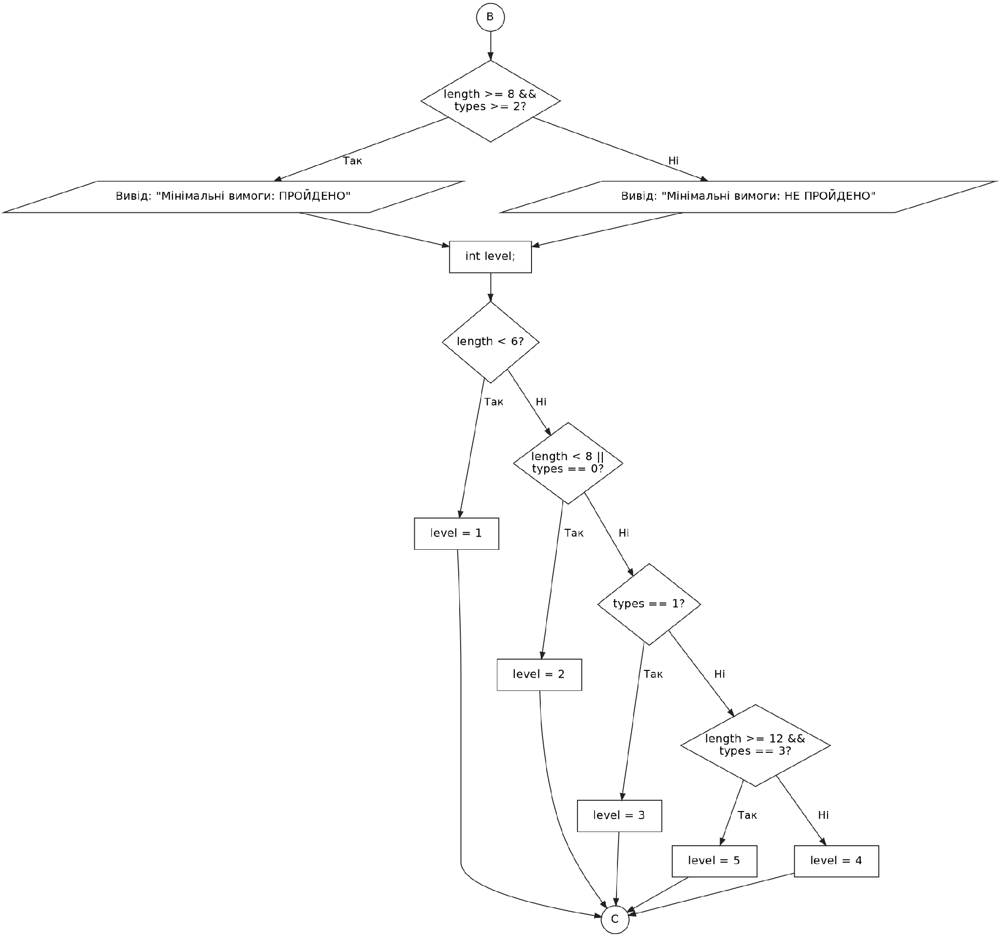 B
length >= 8 &&
types >= 2?
Так
Ні
Вивід: "Мінімальні вимоги: ПРОЙДЕНО"
Вивід: "Мінімальні вимоги: НЕ ПРОЙДЕНО"
int level;
length < 6?
Так
Ні
length < 8 ||
types == 0?
level = 1
Так
Ні
types == 1?
level = 2
Так
Ні
length >= 12 &&
types == 3?
level = 3
Так
Ні
level = 5
level = 4
C